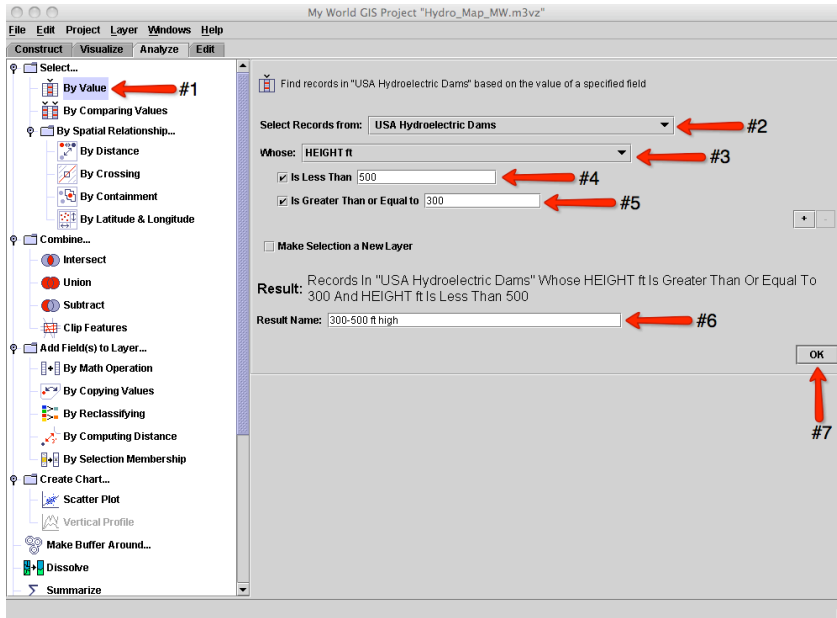 My World GIS Project "Hydro_Map_MW.m3vz"
File Edit Project Layer Windows Help
Construct Visualize Analyze Edit
Select...
By Value
#1
By Comparing Values
By Spatial Relationship...
By Distance
By Crossing
By Containment
By Latitude & Longitude
Combine...
Intersect
Union
Subtract
Clip Features
Add Field(s) to Layer...
By Math Operation
By Copying Values
By Reclassifying
By Computing Distance
By Selection Membership
Create Chart...
Scatter Plot
Vertical Profile
Make Buffer Around...
Dissolve
Summarize
Find records in "USA Hydroelectric Dams" based on the value of a specified field
Select Records from: USA Hydroelectric Dams
#2
Whose: HEIGHT ft
#3
Is Less Than 500
#4
Is Greater Than or Equal to 300
#5
+ -
Make Selection a New Layer
Result: Records In "USA Hydroelectric Dams" Whose HEIGHT ft Is Greater Than Or Equal To
300 And HEIGHT ft Is Less Than 500
Result Name: 300-500 ft high
#6
OK
#7